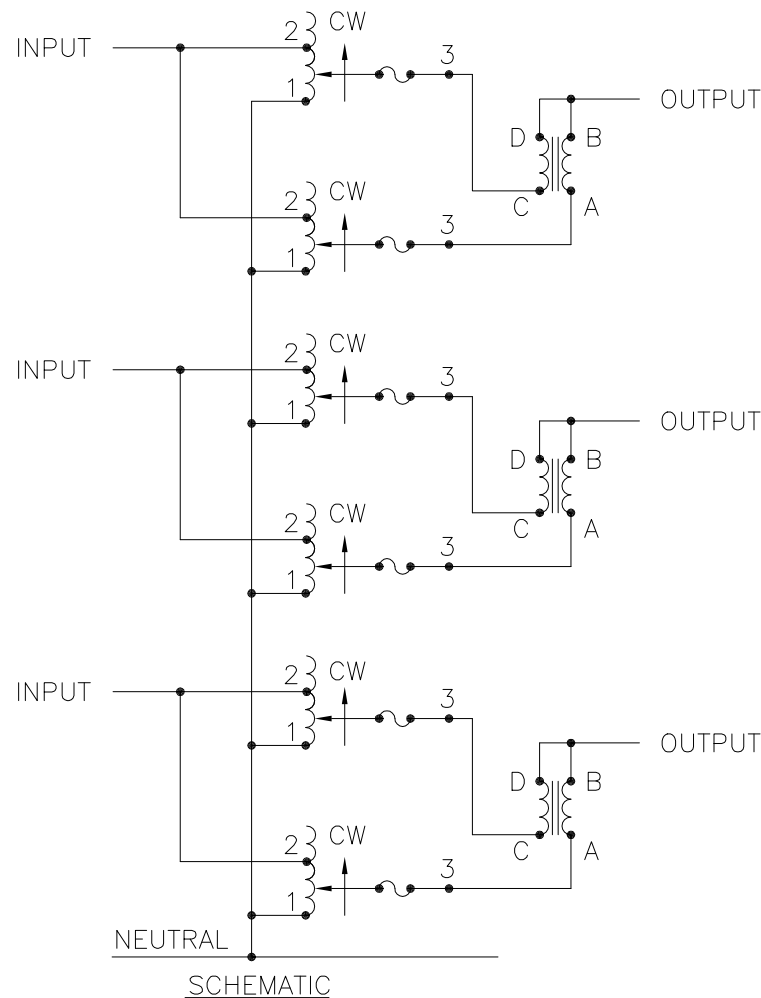 2 CW
INPUT
3
1
OUTPUT
D B
2 CW
C A
3
1
2 CW
INPUT
3
1
OUTPUT
D B
2 CW
C A
3
1
2 CW
INPUT
3
1
OUTPUT
D B
2 CW
C A
3
1
NEUTRAL
SCHEMATIC